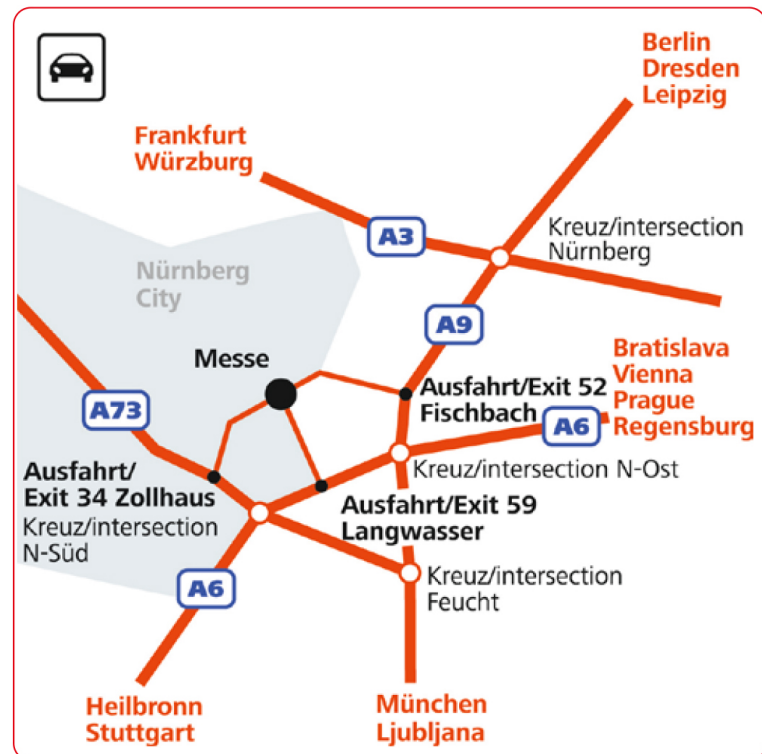 Berlin
Dresden
Leipzig
Frankfurt
Würzburg
A3
Kreuz/intersection
Nürnberg
Nürnberg
City
A9
Messe
Bratislava
Vienna
Prague
Regensburg
A73
Ausfahrt/Exit 52
Fischbach
A6
Kreuz/intersection N-Ost
Ausfahrt/
Exit 34 Zollhaus
Kreuz/intersection
N-Süd
Ausfahrt/Exit 59
Langwasser
A6
Kreuz/intersection
Feucht
Heilbronn
Stuttgart
München
Ljubljana